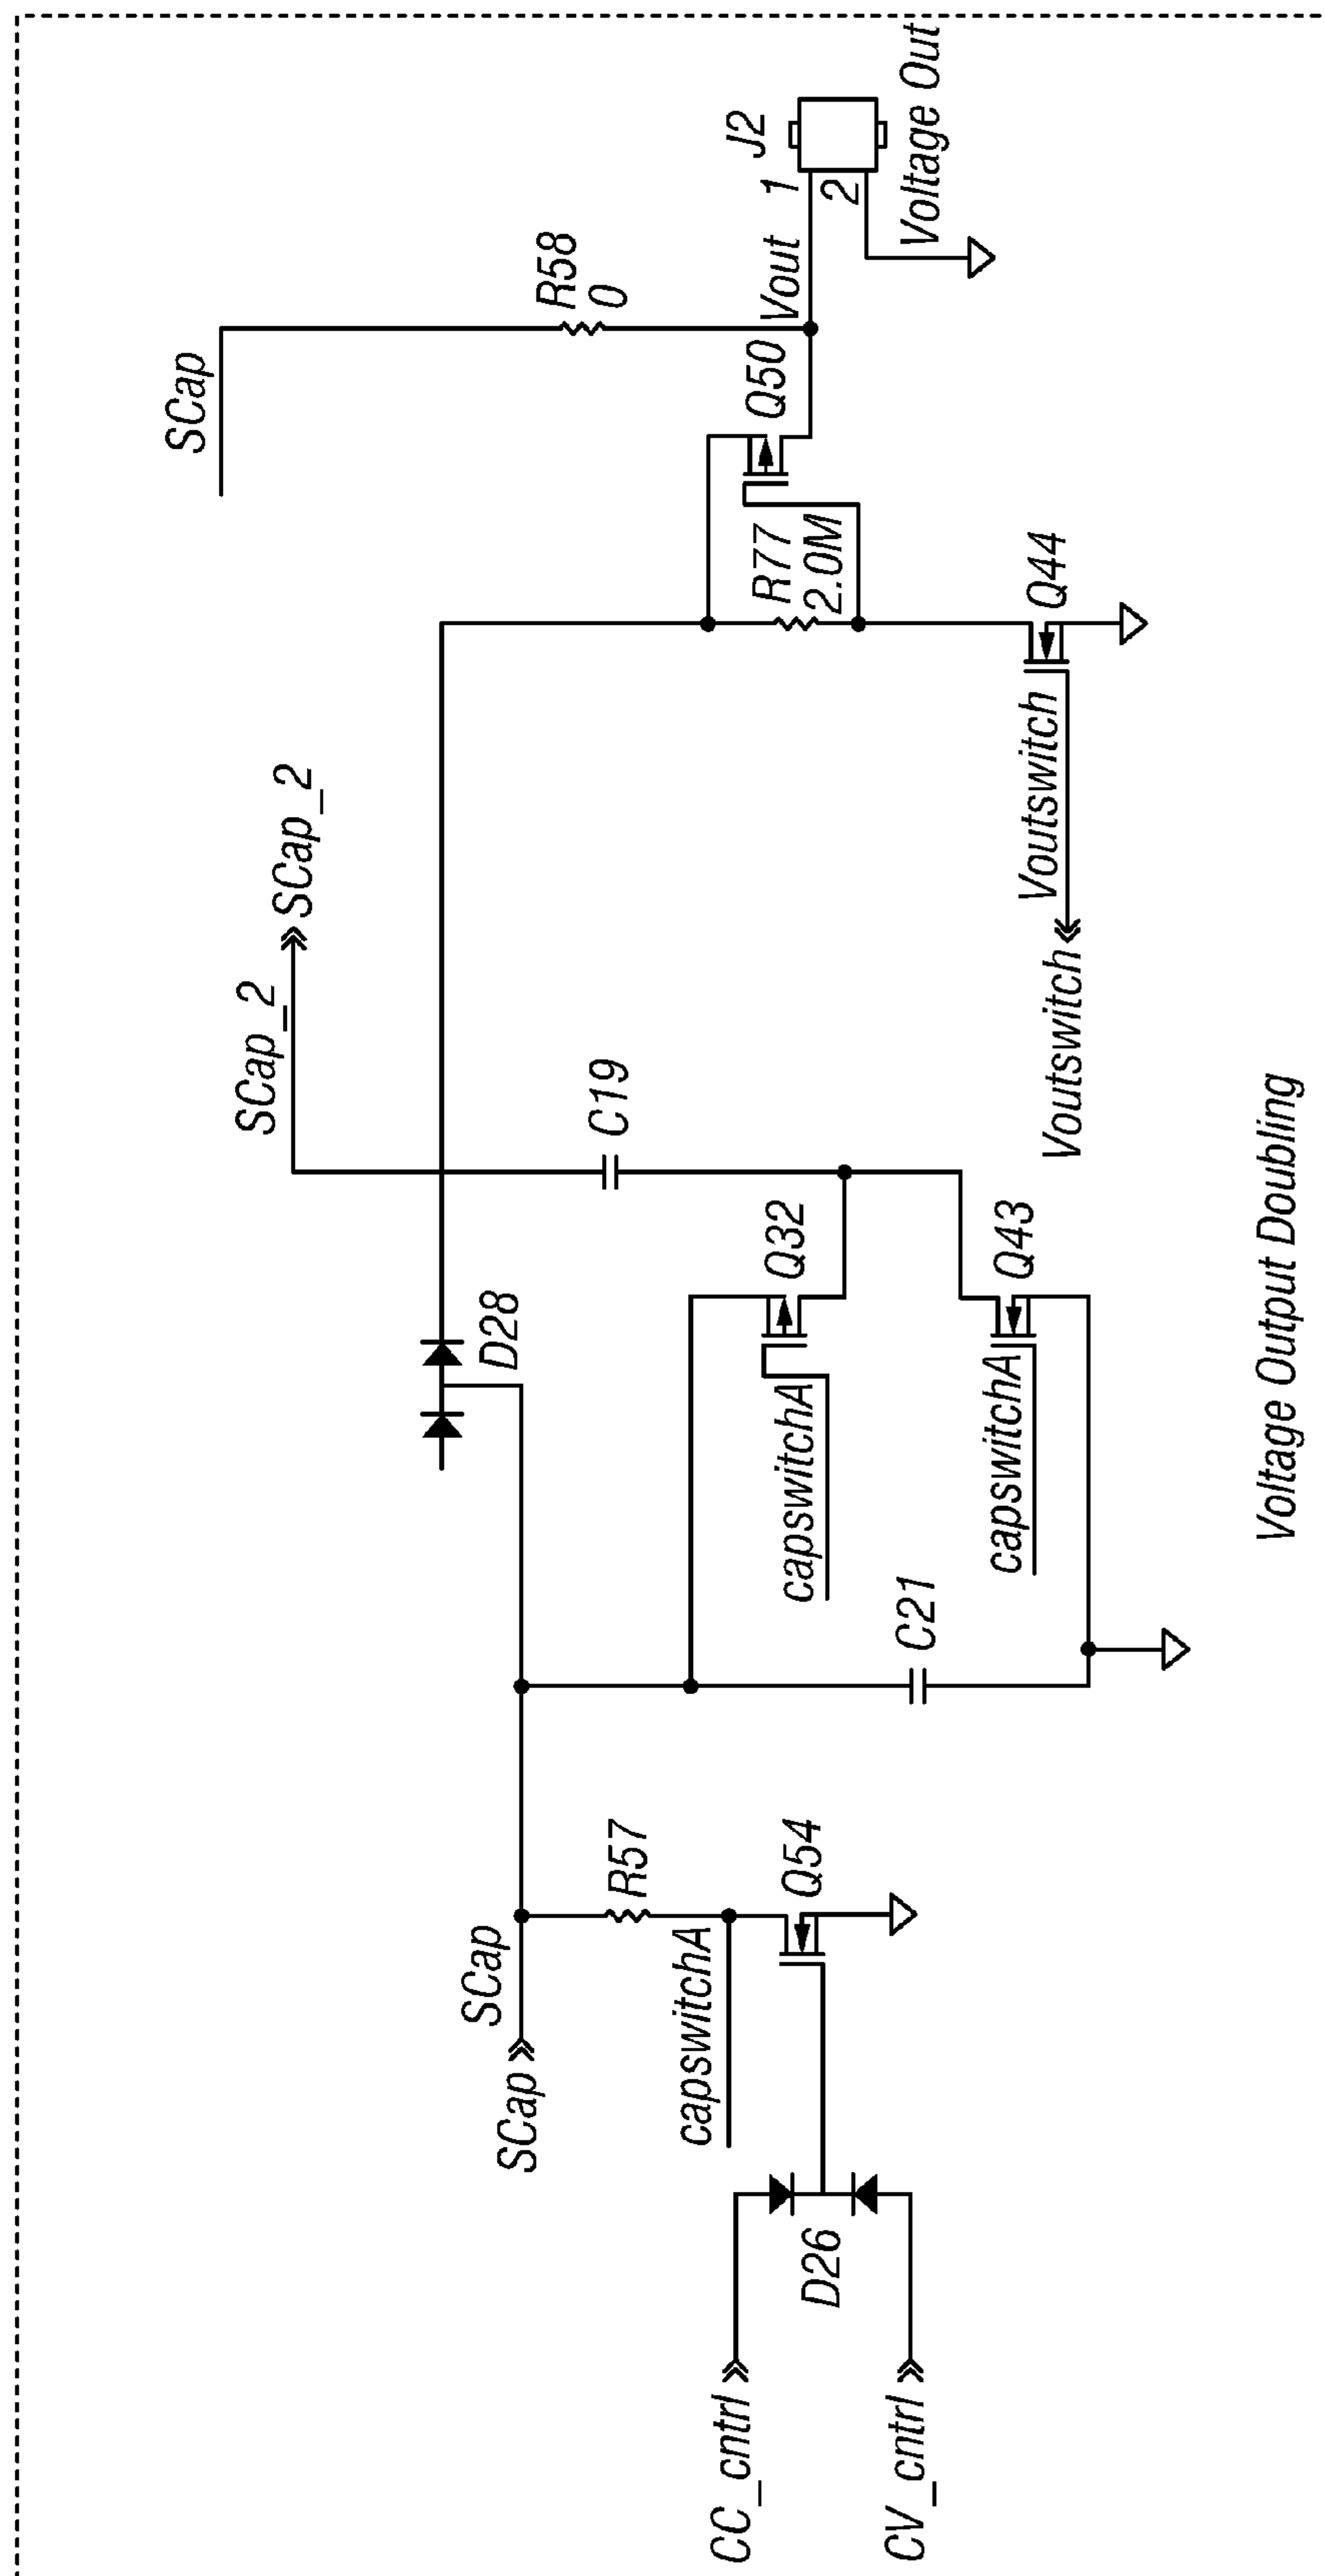 CC_cntrl
CV_cntrl
D26
SCap
SCap
capswitchA
R57
Q54
C21
capswitchA
Q32
capswitchA
Q43
D28
C19
SCap_2
SCap_2
Voutswitch
Voutswitch
Q44
R77
2.0M
Q50
SCap
R58
0
Vout
1
2
J2
Voltage Out
Voltage Output Doubling